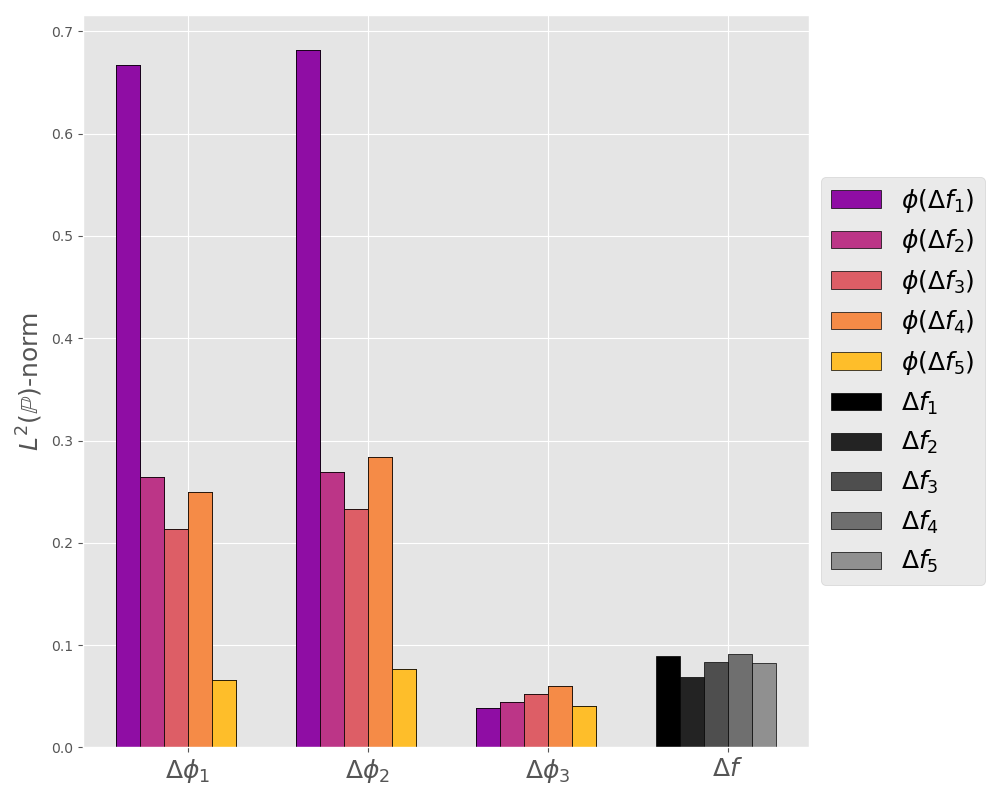 0.7
0.6
0.5
0.4
0.3
0.2
0.1
0.0
L²(ℙ)-norm
Δϕ₁ Δϕ₂ Δϕ₃ Δf
ϕ(Δf₁)
ϕ(Δf₂)
ϕ(Δf₃)
ϕ(Δf₄)
ϕ(Δf₅)
Δf₁
Δf₂
Δf₃
Δf₄
Δf₅